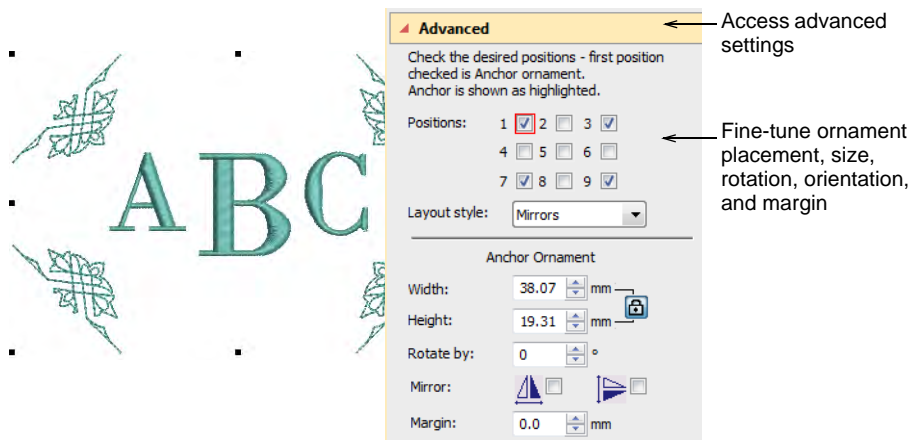 Advanced
Access advanced
settings
Check the desired positions - first position
checked is Anchor ornament.
Anchor is shown as highlighted.
Positions: 1 2 3
4 5 6
7 8 9
Fine-tune ornament
placement, size,
rotation, orientation,
and margin
ABC
Layout style: Mirrors
Anchor Ornament
Width: 38.07 mm
Height: 19.31 mm
Rotate by: 0 °
Mirror:
Margin: 0.0 mm